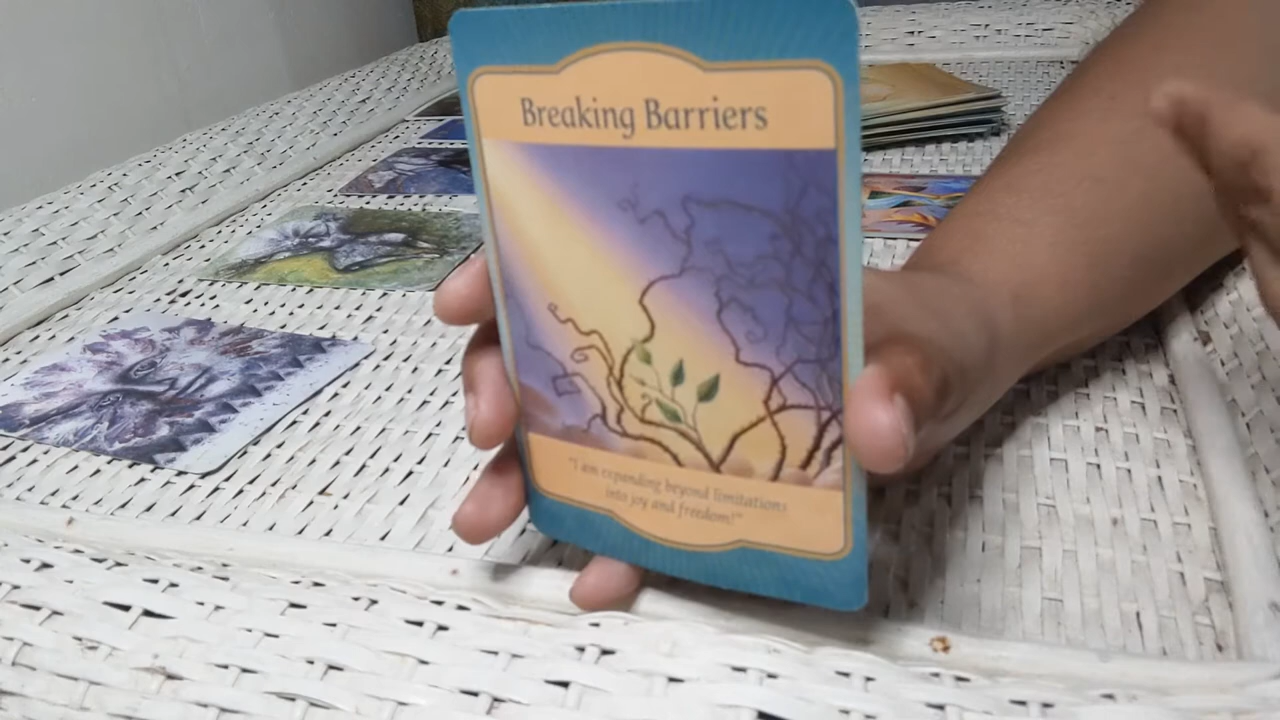 Breaking Barriers
"I am expanding beyond limitations
into joy and freedom!"